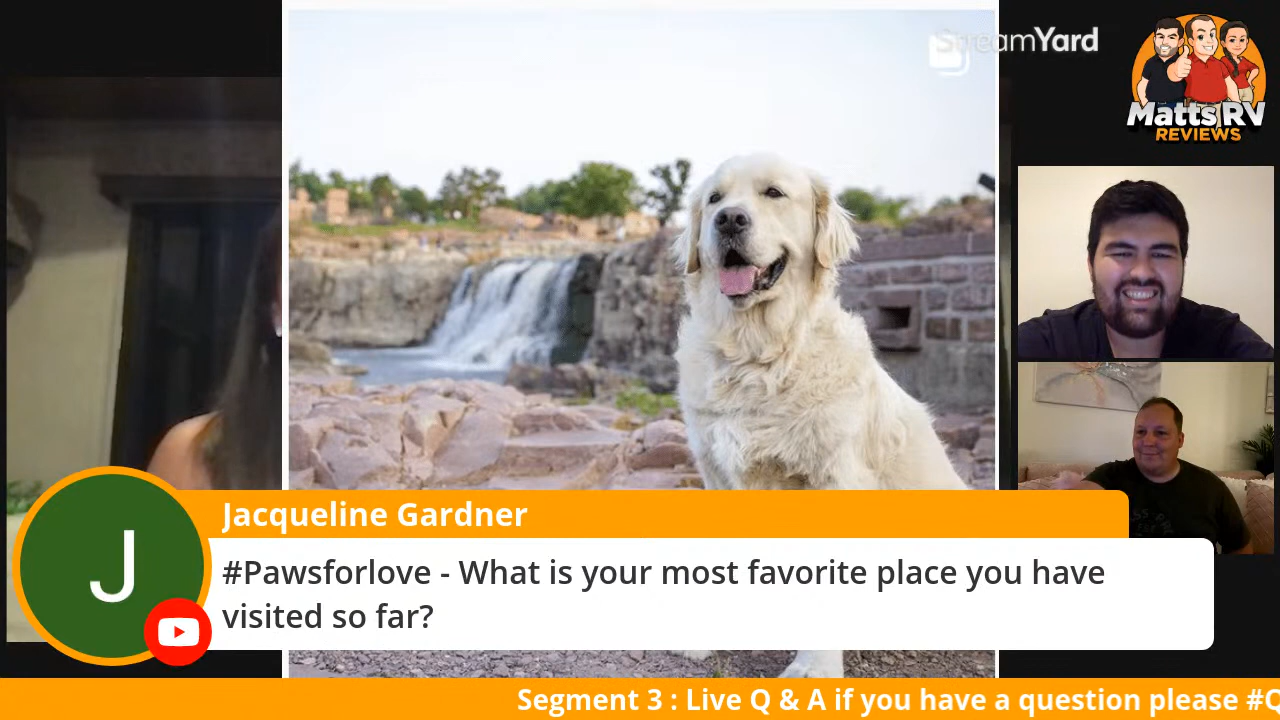 StreamYard
Matts RV
REVIEWS
J
Jacqueline Gardner
#Pawsforlove - What is your most favorite place you have
visited so far?
Segment 3 : Live Q & A if you have a question please #Q